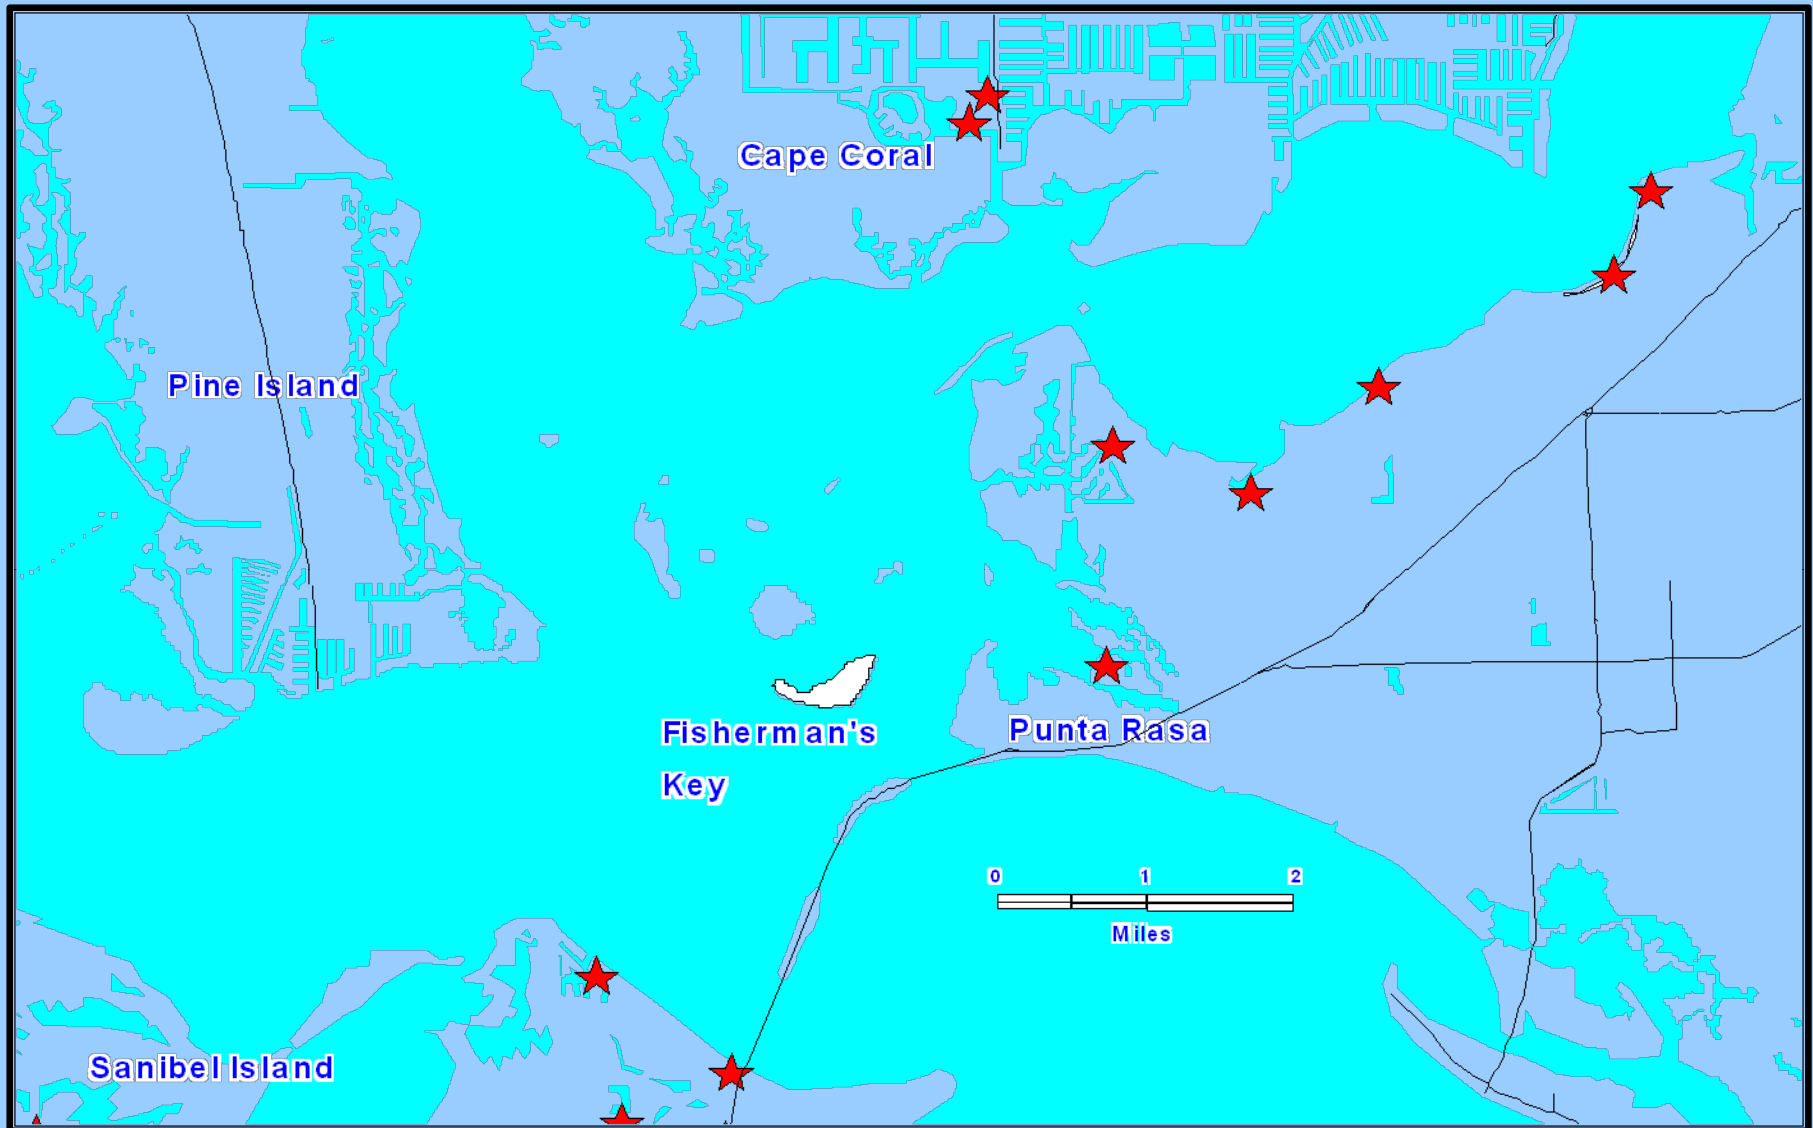 Cape Coral
Pine Island
Fisherman's
Key
Punta Rasa
0 1 2
Miles
Sanibel Island